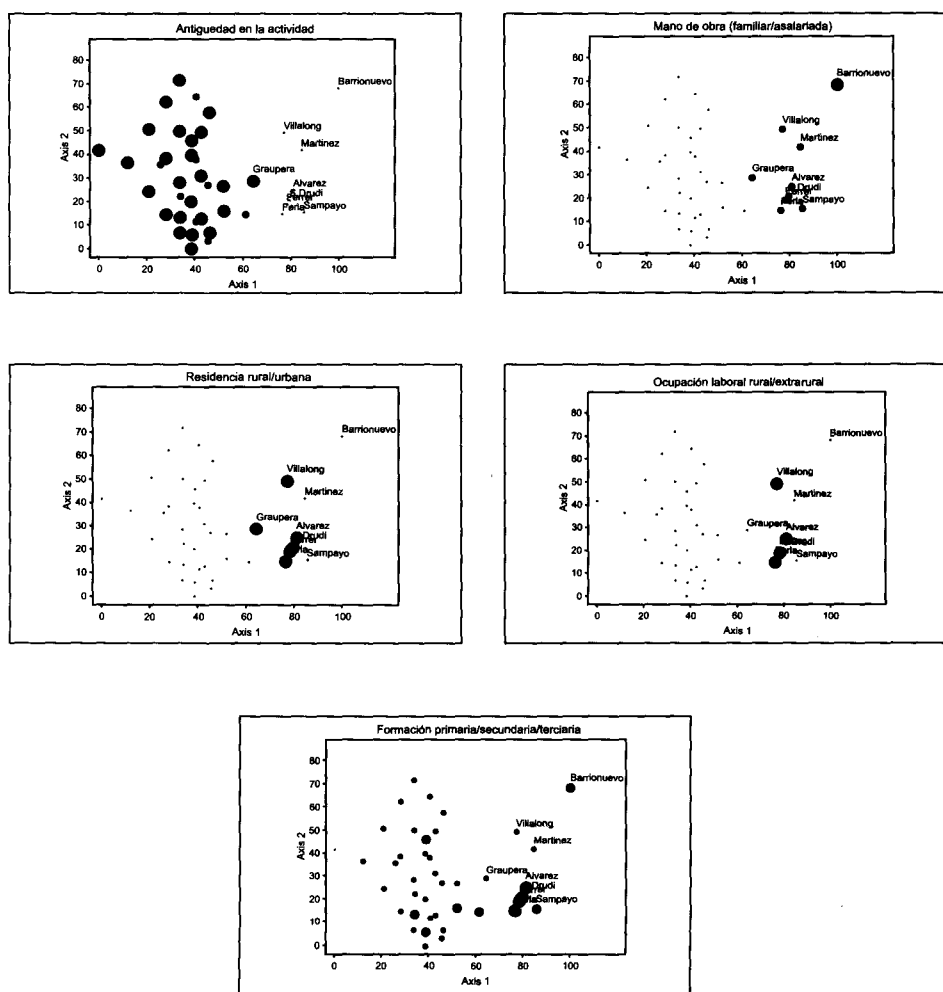 Antiguedad en la actividad
80
70
60
50
40
30
20
10
0
Axis 2
Barrionuevo
Villalong
Martinez
Graupera
Alvarez
Drudi
Ferrer
Perla
Sampayo
0 20 40 60 80 100
Axis 1
Mano de obra (familiar/asalariada)
80
70
60
50
40
30
20
10
0
Axis 2
Barrionuevo
Villalong
Martinez
Graupera
Alvarez
Drudi
Ferrer
Perla
Sampayo
0 20 40 60 80 100
Axis 1
Residencia rural/urbana
80
70
60
50
40
30
20
10
0
Axis 2
Barrionuevo
Villalong
Martinez
Graupera
Alvarez
Drudi
Sampayo
0 20 40 60 80 100
Axis 1
Ocupación laboral rural/extrarural
80
70
60
50
40
30
20
10
0
Axis 2
Barrionuevo
Villalong
Martinez
Graupera
Alvarez
Drudi
Sampayo
0 20 40 60 80 100
Axis 1
Formación primaria/secundaria/terciaria
80
70
60
50
40
30
20
10
0
Axis 2
Barrionuevo
Villalong
Martinez
Graupera
Alvarez
Drudi
Sampayo
0 20 40 60 80 100
Axis 1